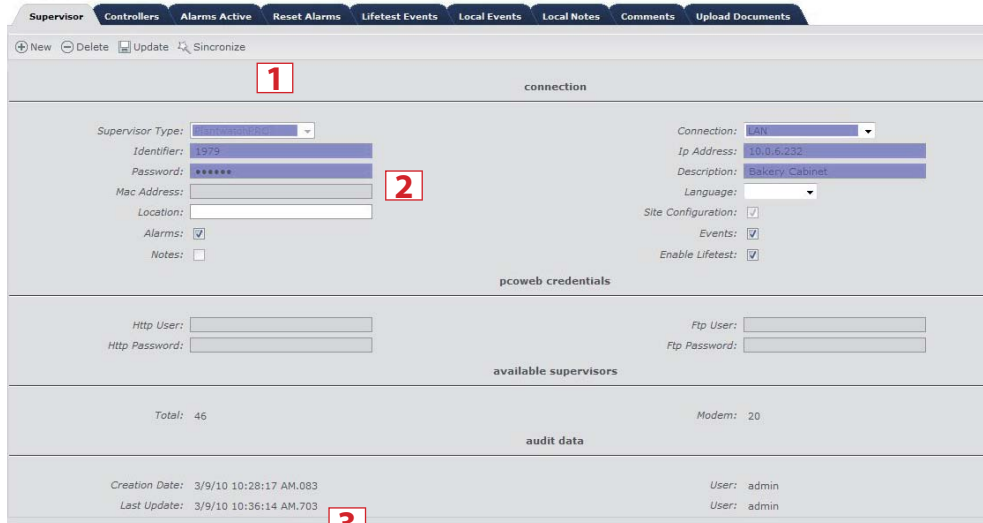 Supervisor Controllers Alarms Active Reset Alarms Lifetest Events Local Events Local Notes Comments Upload Documents
New Delete Update Sincronize
1
connection
Supervisor Type: PlantWatch Connection: LAN
Identifier: 1979 Ip Address: 10.0.6.232
Password: •••••• Description: Bakery Cabinet
2
Mac Address: Language:
Location: Site Configuration:
Alarms: Events:
Notes: Enable Lifetest:
pcoweb credentials
Http User: Ftp User:
Http Password: Ftp Password:
available supervisors
Total: 46 Modem: 20
audit data
Creation Date: 3/9/10 10:28:17 AM.083 User: admin
Last Update: 3/9/10 10:36:14 AM.703 User: admin
3